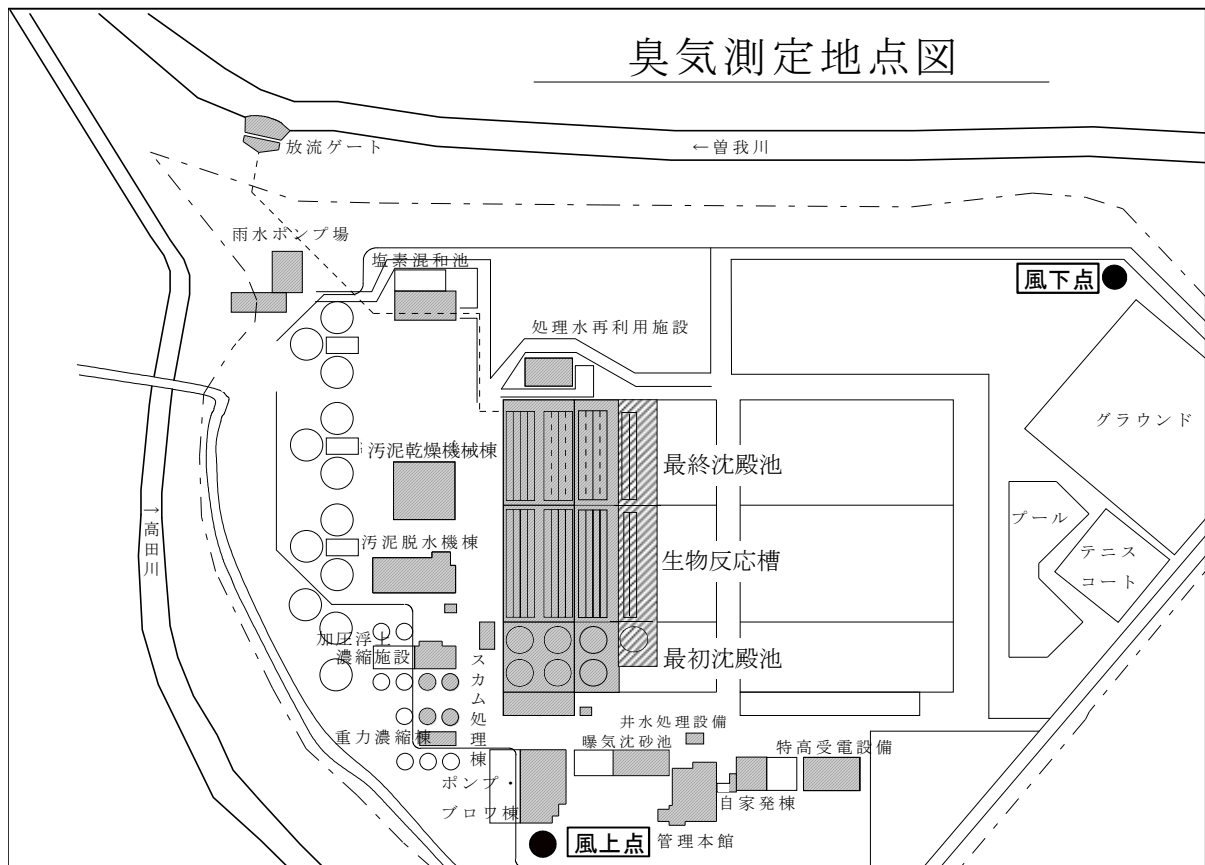 臭気測定地点図
放流ゲート
←曽我川
雨水ポンプ場
塩素混和池
風下点
処理水再利用施設
グラウンド
汚泥乾燥機械棟
最終沈殿池
プール
→高田川
汚泥脱水機棟
生物反応槽
テニス
コート
加圧浮上
濃縮施設
スカム処理棟
最初沈殿池
重力濃縮棟
井水処理設備
曝気沈砂池
特高受電設備
ポンプ・
ブロワ棟
自家発棟
風上点
管理本館